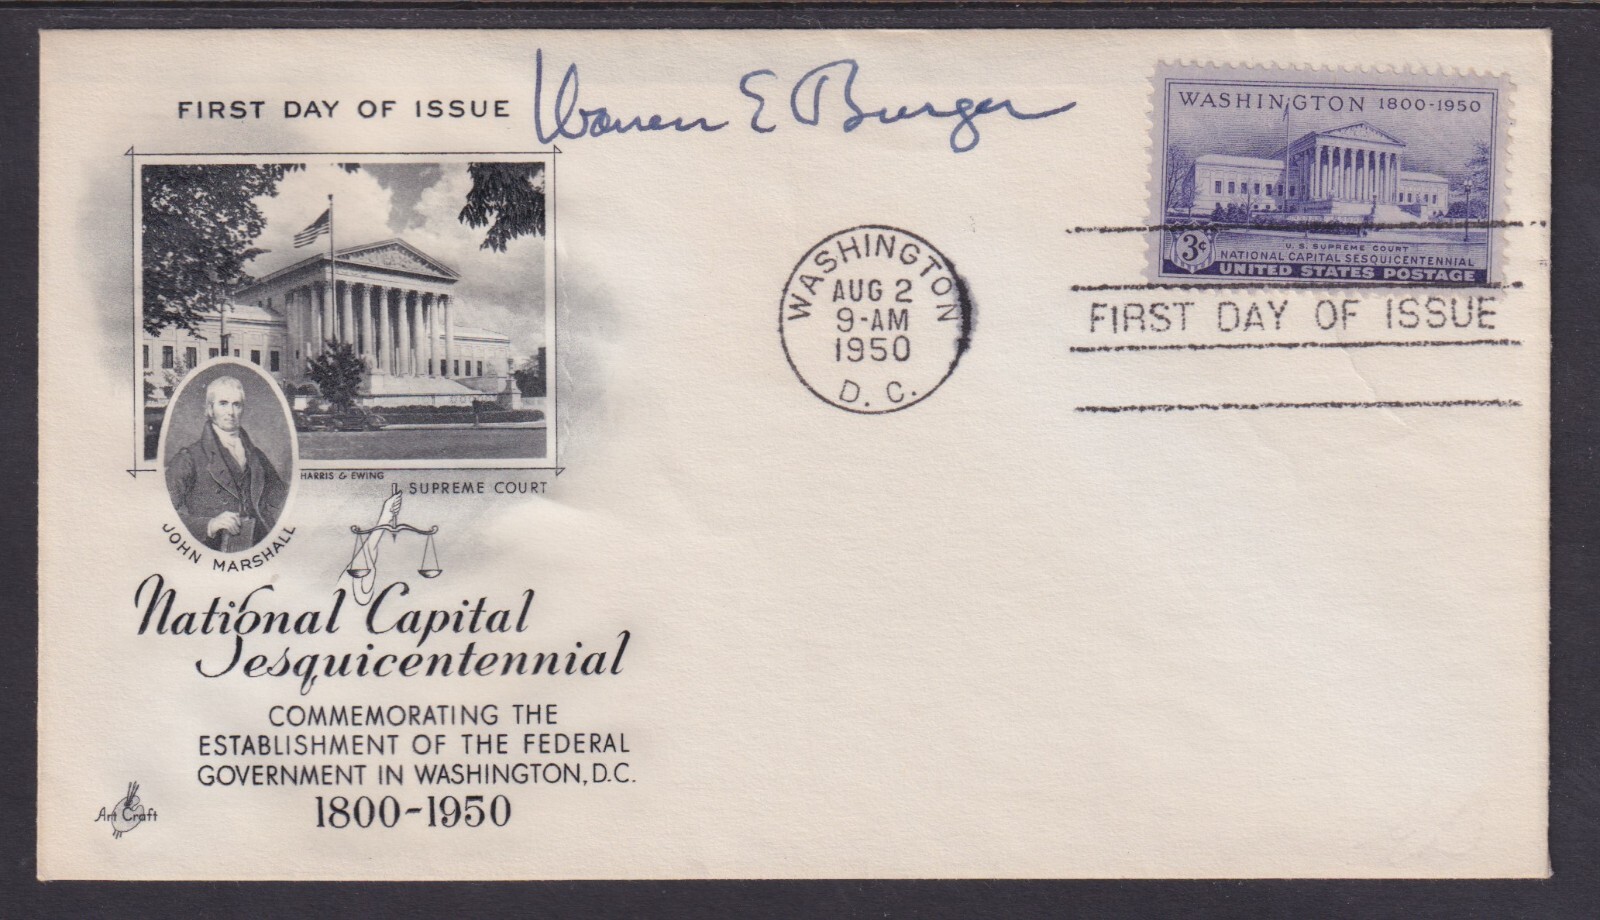 FIRST DAY OF ISSUE
Warren E Burger
WASHINGTON 1800-1950
U. S. SUPREME COURT
3¢ NATIONAL CAPITAL SESQUICENTENNIAL
UNITED STATES POSTAGE
WASHINGTON
AUG 2
9-AM
1950
D. C.
FIRST DAY OF ISSUE
HARRIS & EWING
SUPREME COURT
JOHN MARSHALL
National Capital
Sesquicentennial
COMMEMORATING THE
ESTABLISHMENT OF THE FEDERAL
GOVERNMENT IN WASHINGTON, D.C.
1800-1950
Art Craft